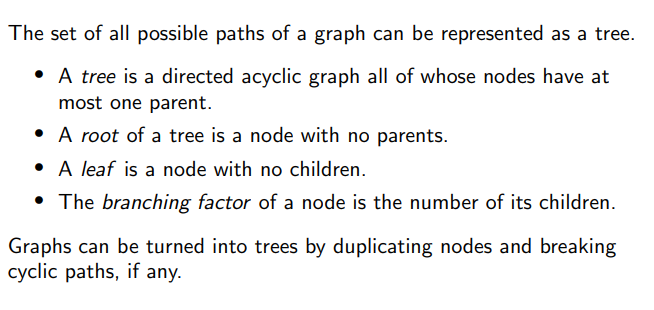 The set of all possible paths of a graph can be represented as a tree.
• A tree is a directed acyclic graph all of whose nodes have at
most one parent.
• A root of a tree is a node with no parents.
• A leaf is a node with no children.
• The branching factor of a node is the number of its children.
Graphs can be turned into trees by duplicating nodes and breaking
cyclic paths, if any.